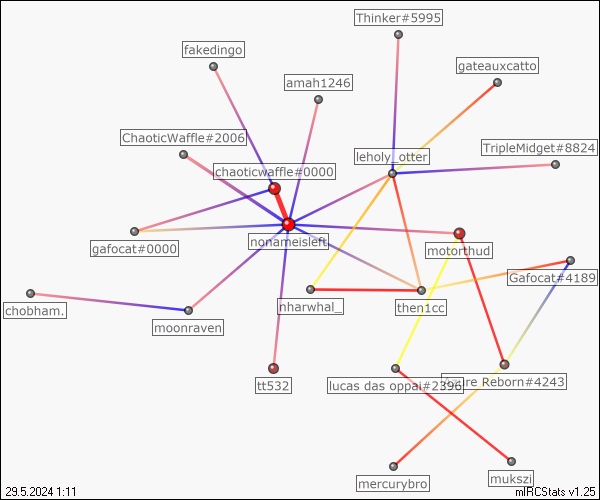 Thinker#5995
fakedingo
gateauxcatto
amah1246
ChaoticWaffle#2006
TripleMidget#8824
leholy_otter
chaoticwaffle#0000
nonameisleft
gafocat#0000
motorthud
Gafocat#4189
nharwhal_
then1cc
chobham.
moonraven
tt532
lucas das oppai#2396
Reborn#4243
mercurybro
mukszi
29.5.2024 1:11
mIRCStats v1.25